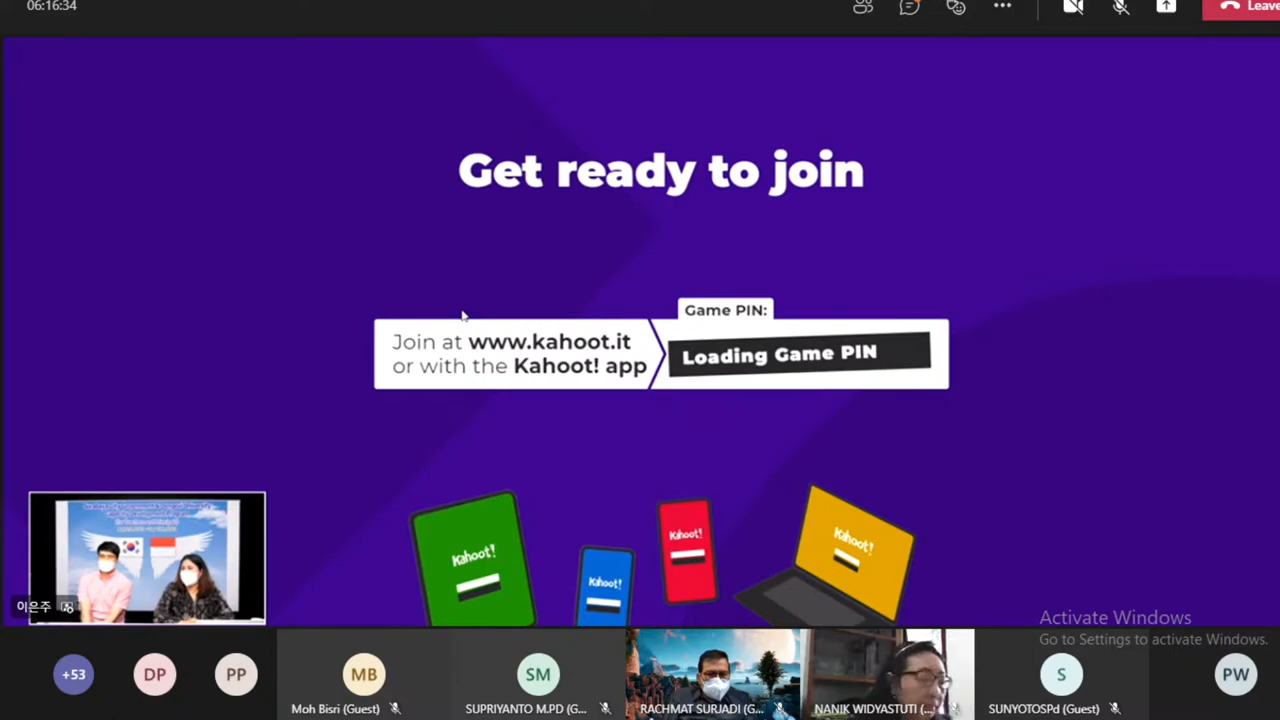 06:16:34
Leave
Get ready to join
Game PIN:
Join at www.kahoot.it
or with the Kahoot! app
Loading Game PIN
Kahoot!
Kahoot!
Kahoot!
Kahoot!
이은주
Activate Windows
Go to Settings to activate Windows.
+53
DP
PP
MB
SM
S
PW
Moh Bisri (Guest)
SUPRIYANTO M.PD (G...
RACHMAT SURJADI (G...
NANIK WIDYASTUTI (...
SUNYOTOSPd (Guest)